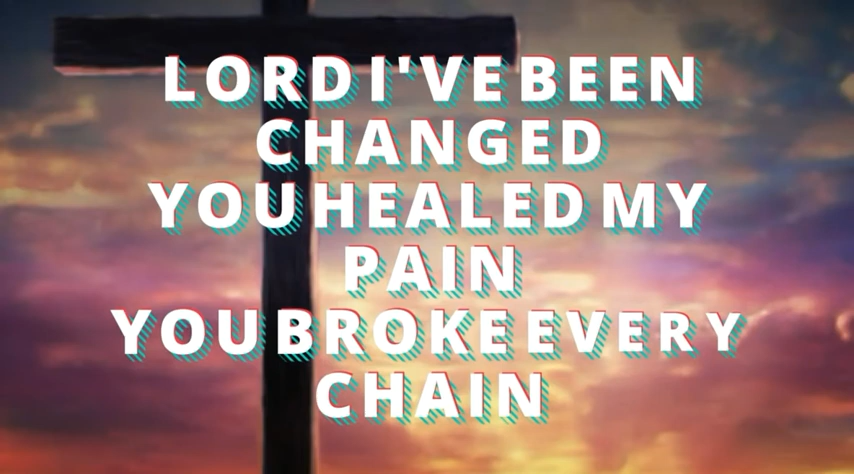 LORD I'VE BEEN
CHANGED
YOU HEALED MY
PAIN
YOU BROKE EVERY
CHAIN